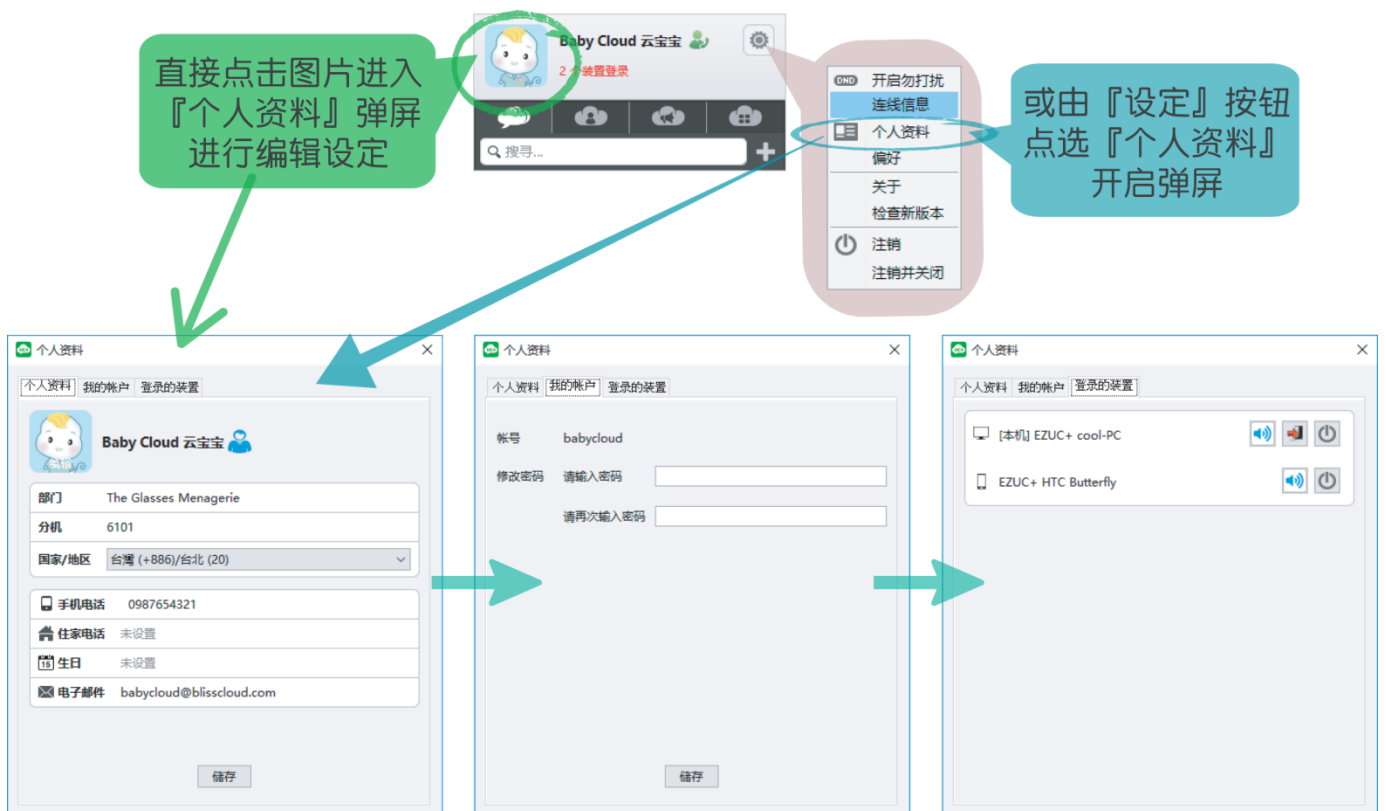 直接点击图片进入
『个人资料』弹屏
进行编辑设定
Baby Cloud 云宝宝
2 个装置登录
搜寻...
DND 开启勿打扰
连线信息
个人资料
偏好
关于
检查新版本
注销
注销并关闭
或由『设定』按钮
点选『个人资料』
开启弹屏
个人资料
个人资料 我的帐户 登录的装置
Baby Cloud 云宝宝
编辑
部门 The Glasses Menagerie
分机 6101
国家/地区 台灣 (+886)/台北 (20)
手机电话 0987654321
住家电话 未设置
15 生日 未设置
电子邮件 babycloud@blisscloud.com
储存
个人资料
个人资料 我的帐户 登录的装置
帐号 babycloud
修改密码 请输入密码
请再次输入密码
储存
个人资料
个人资料 我的帐户 登录的装置
[本机] EZUC+ cool-PC
EZUC+ HTC Butterfly